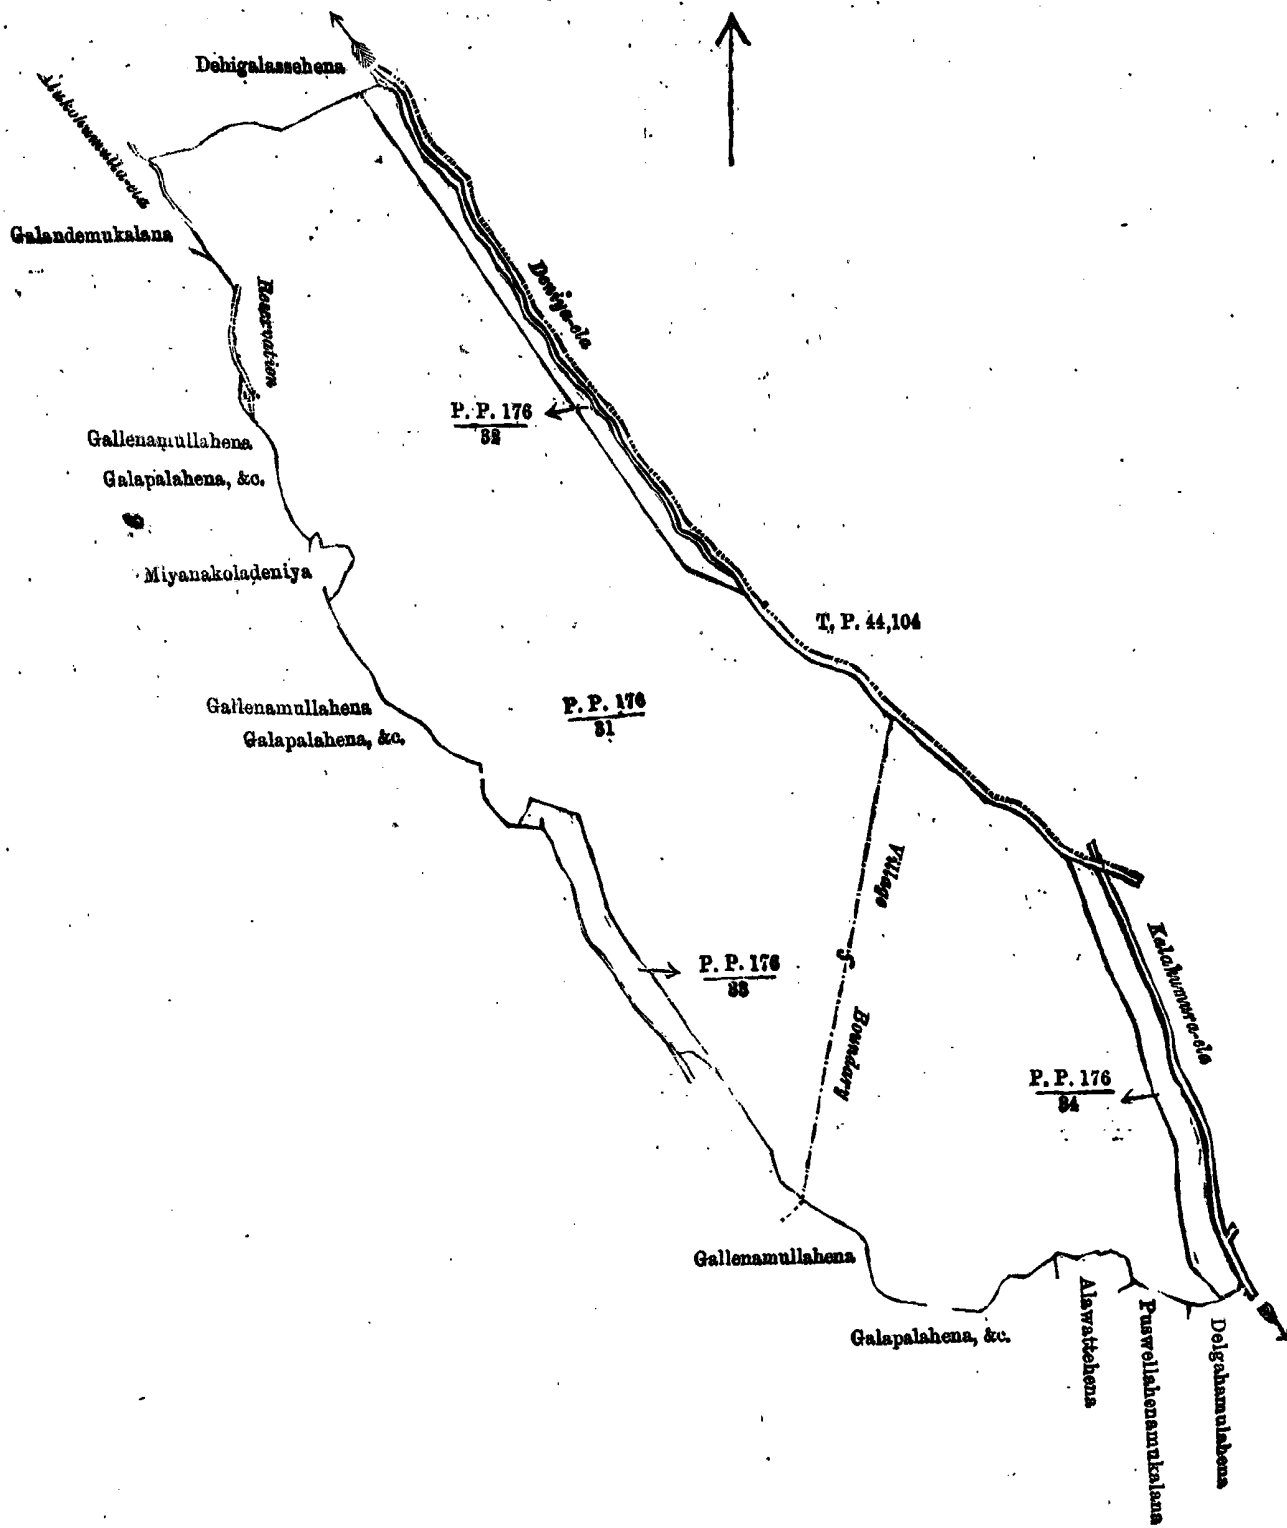 Dehigalassehena
Galandemukalana
Reservation
Deniya-ela
P. P. 176
32
Gallenamullahena
Galapalahena, &c.
Miyanakoladeniya
T. P. 44,104
Gallenamullahena
Galapalahena, &c.
P. P. 176
31
Village
Boundary
P. P. 176
33
Kalakumura-ela
P. P. 176
34
Gallenamullahena
Galapalahena, &c.
Alawattehena
Puswellahenamukalana
Delgahamulahena